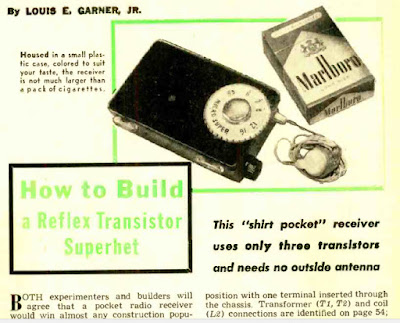 By LOUIS E. GARNER, JR.
Housed in a small plas-
tic case, colored to suit
your taste, the receiver
is not much larger than
a pack of cigarettes.
Marlboro
How to Build
a Reflex Transistor
Superhet
This "shirt pocket" receiver
uses only three transistors
and needs no outside antenna
BOTH experimenters and builders will
agree that a pocket radio receiver
would win almost any construction popu-
position with one terminal inserted through
the chassis. Transformer (T1, T2) and coil
(L2) connections are identified on page 54;